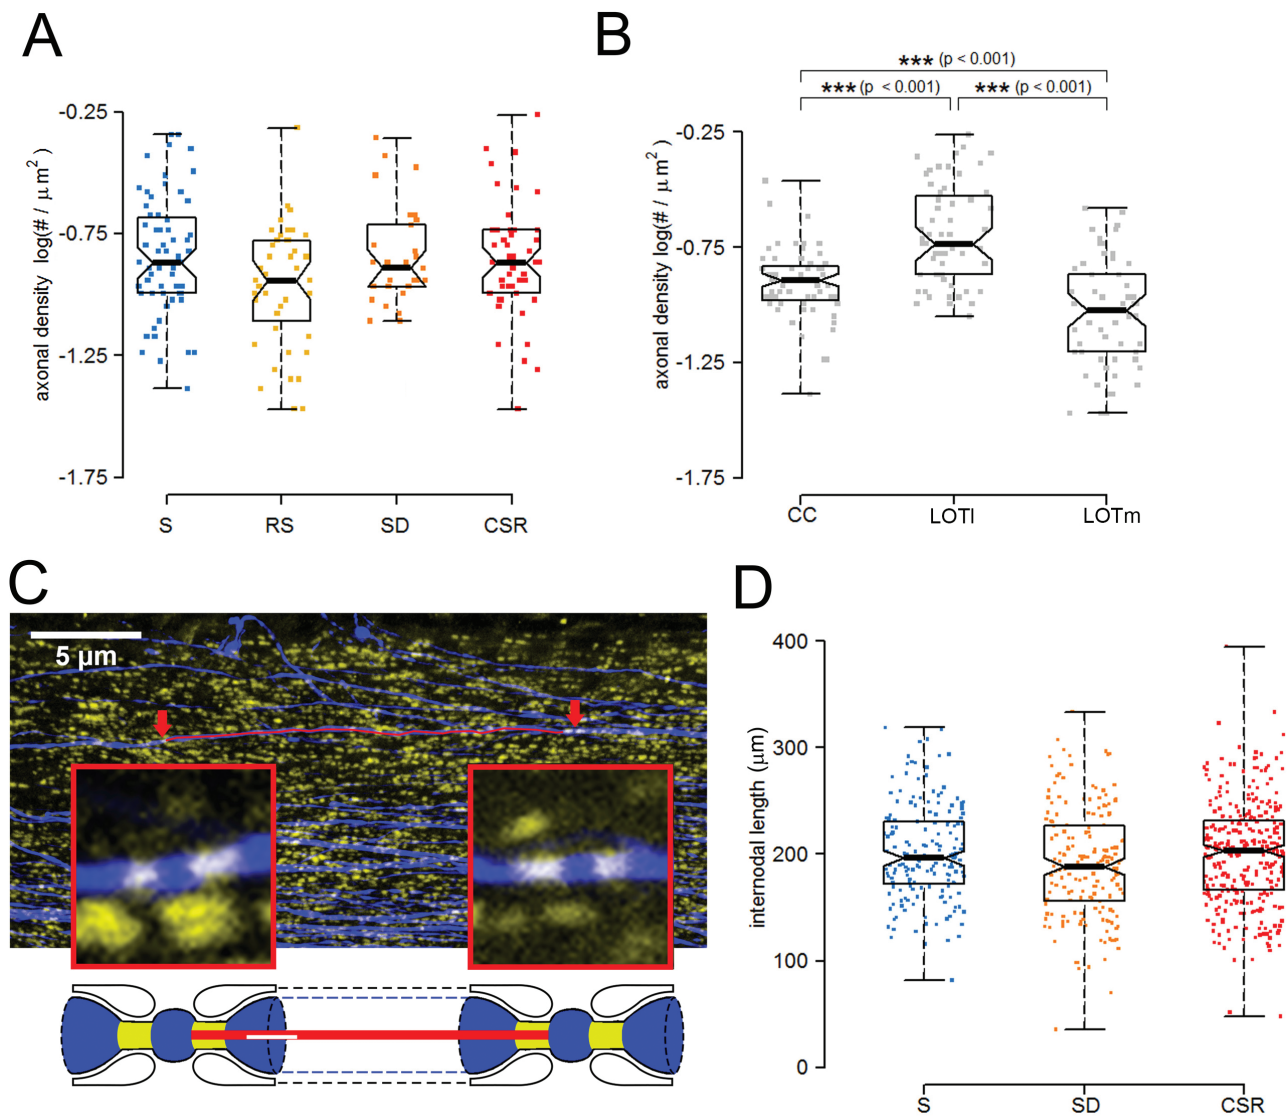 A
axonal density log(# / μm²)
-0.25
-0.75
-1.25
-1.75
S RS SD CSR
B
*** (p < 0.001)
*** (p < 0.001) *** (p < 0.001)
axonal density log(# / μm²)
-0.25
-0.75
-1.25
-1.75
CC LOTl LOTm
C
5 μm
D
internodal length (μm)
400
300
200
100
0
S SD CSR